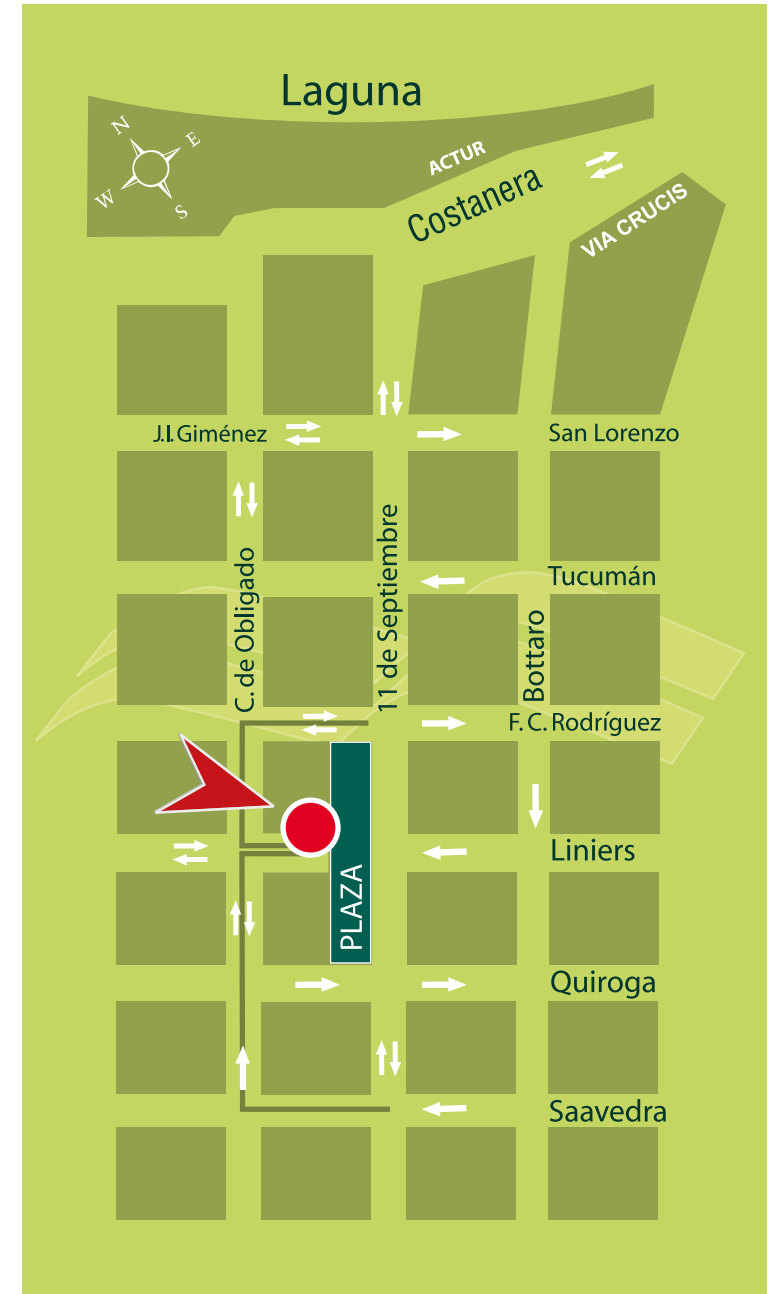 Laguna
N
E
W
S
ACTUR
Costanera
VIA CRUCIS
J.I.Giménez
San Lorenzo
C. de Obligado
11 de Septiembre
Tucumán
Bottaro
F. C. Rodríguez
Liniers
PLAZA
Quiroga
Saavedra